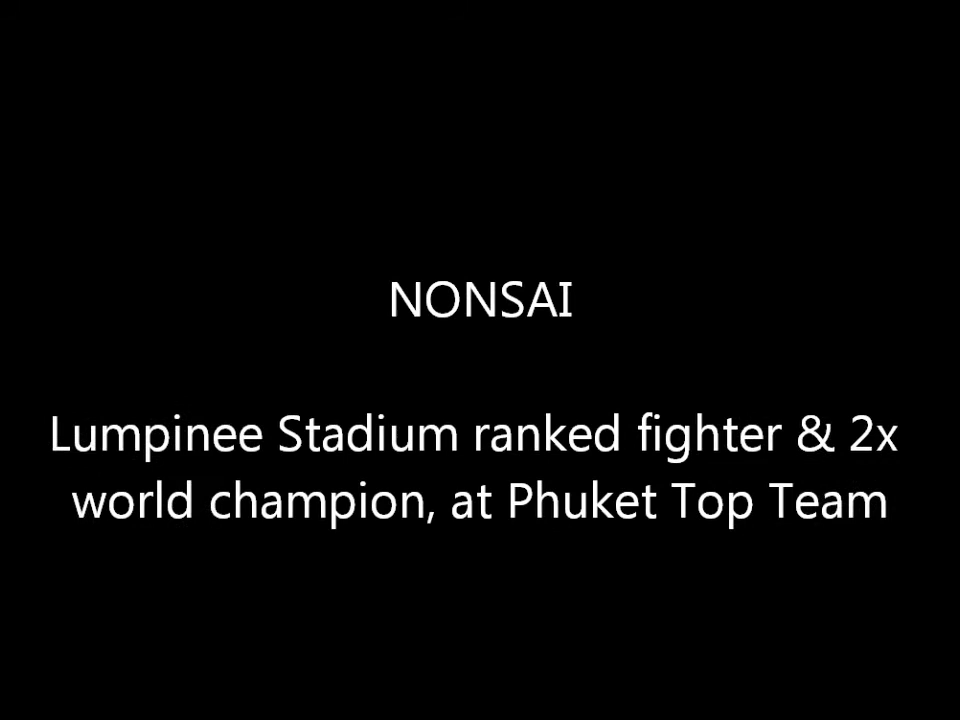 NONSAI
Lumpinee Stadium ranked fighter & 2x
world champion, at Phuket Top Team